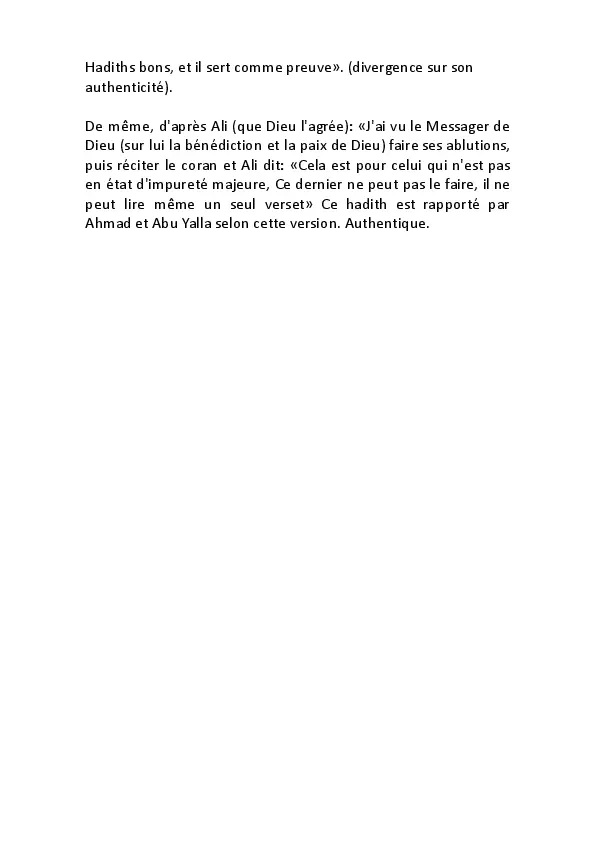 Hadiths bons, et il sert comme preuve». (divergence sur son
authenticité).
De même, d'après Ali (que Dieu l'agrée): «J'ai vu le Messager de
Dieu (sur lui la bénédiction et la paix de Dieu) faire ses ablutions,
puis réciter le coran et Ali dit: «Cela est pour celui qui n'est pas
en état d'impureté majeure, Ce dernier ne peut pas le faire, il ne
peut lire même un seul verset» Ce hadith est rapporté par
Ahmad et Abu Yalla selon cette version. Authentique.